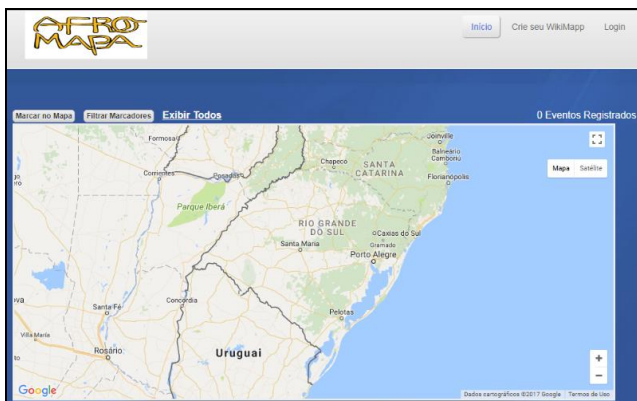 AFRO
MAPA
Início Crie seu WikiMapp Login
Marcar no Mapa Filtrar Marcadores Exibir Todos 0 Eventos Registrados
Formosa
Joinville
Balneário
Camboriú
Chapecó
SANTA
CATARINA
Florianópolis
Mapa Satélite
Corrientes
Posadas
Parque Iberá
RIO GRANDE
DO SUL
Caxias do Sul
Santa Maria
Gramado
Porto Alegre
Santa Fé
Concordia
Pelotas
Villa María
Rosário
Uruguai
+
−
Google
Dados cartográficos ©2017 Google Termos de Uso